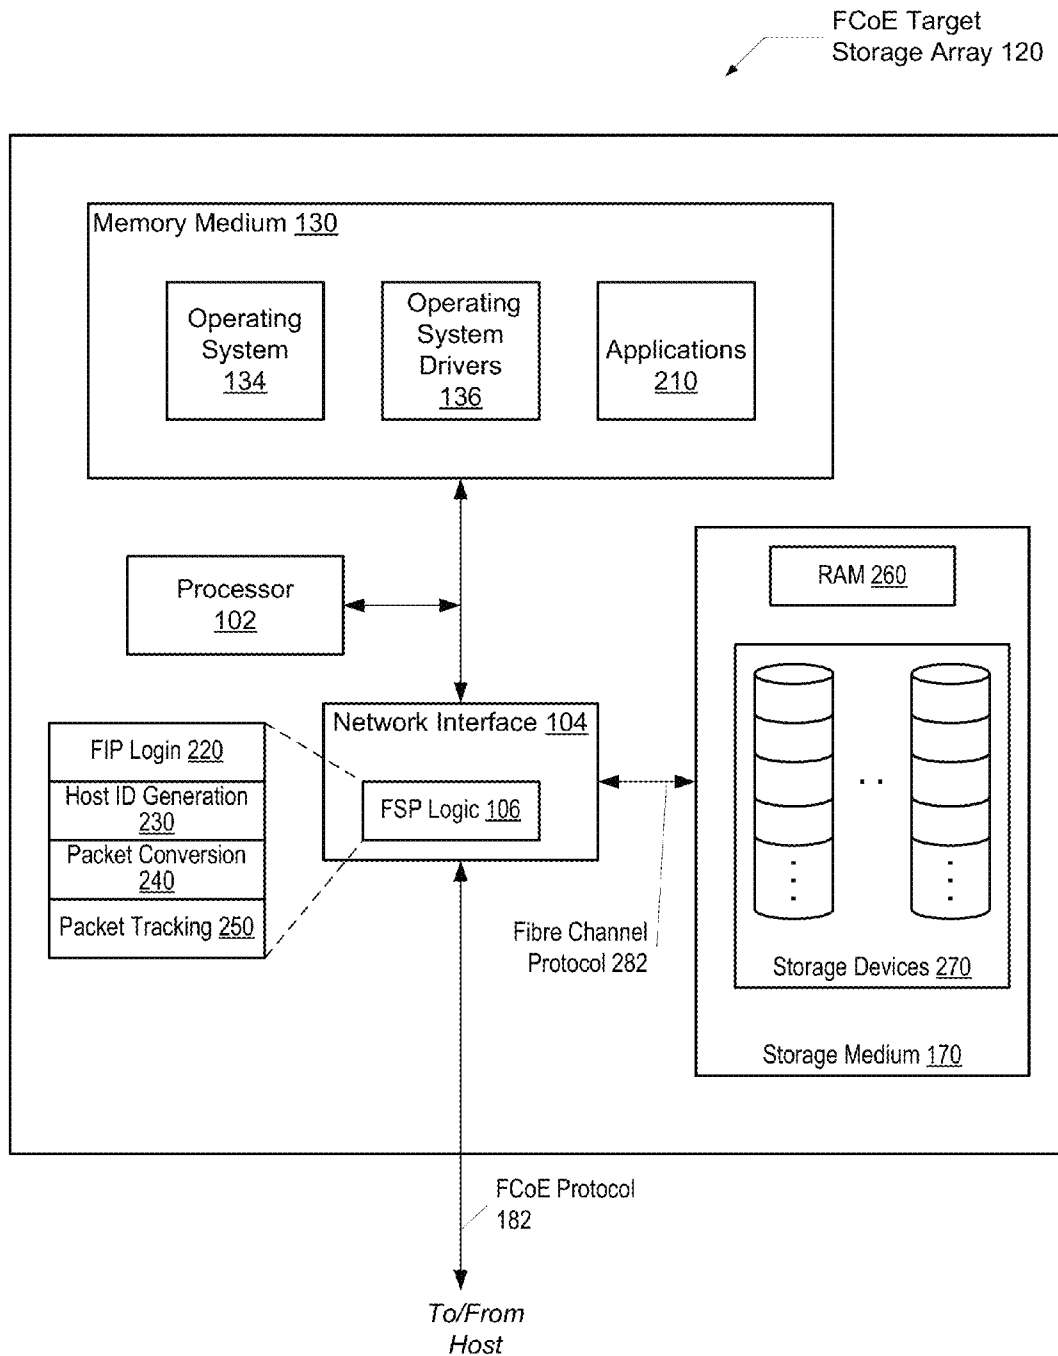 FCoE Target
Storage Array 120
Memory Medium 130
Operating
System
134
Operating
System
Drivers
136
Applications
210
Processor
102
RAM 260
Network Interface 104
FSP Logic 106
FIP Login 220
Host ID Generation
230
Packet Conversion
240
Packet Tracking 250
Fibre Channel
Protocol 282
Storage Devices 270
Storage Medium 170
FCoE Protocol
182
To/From
Host